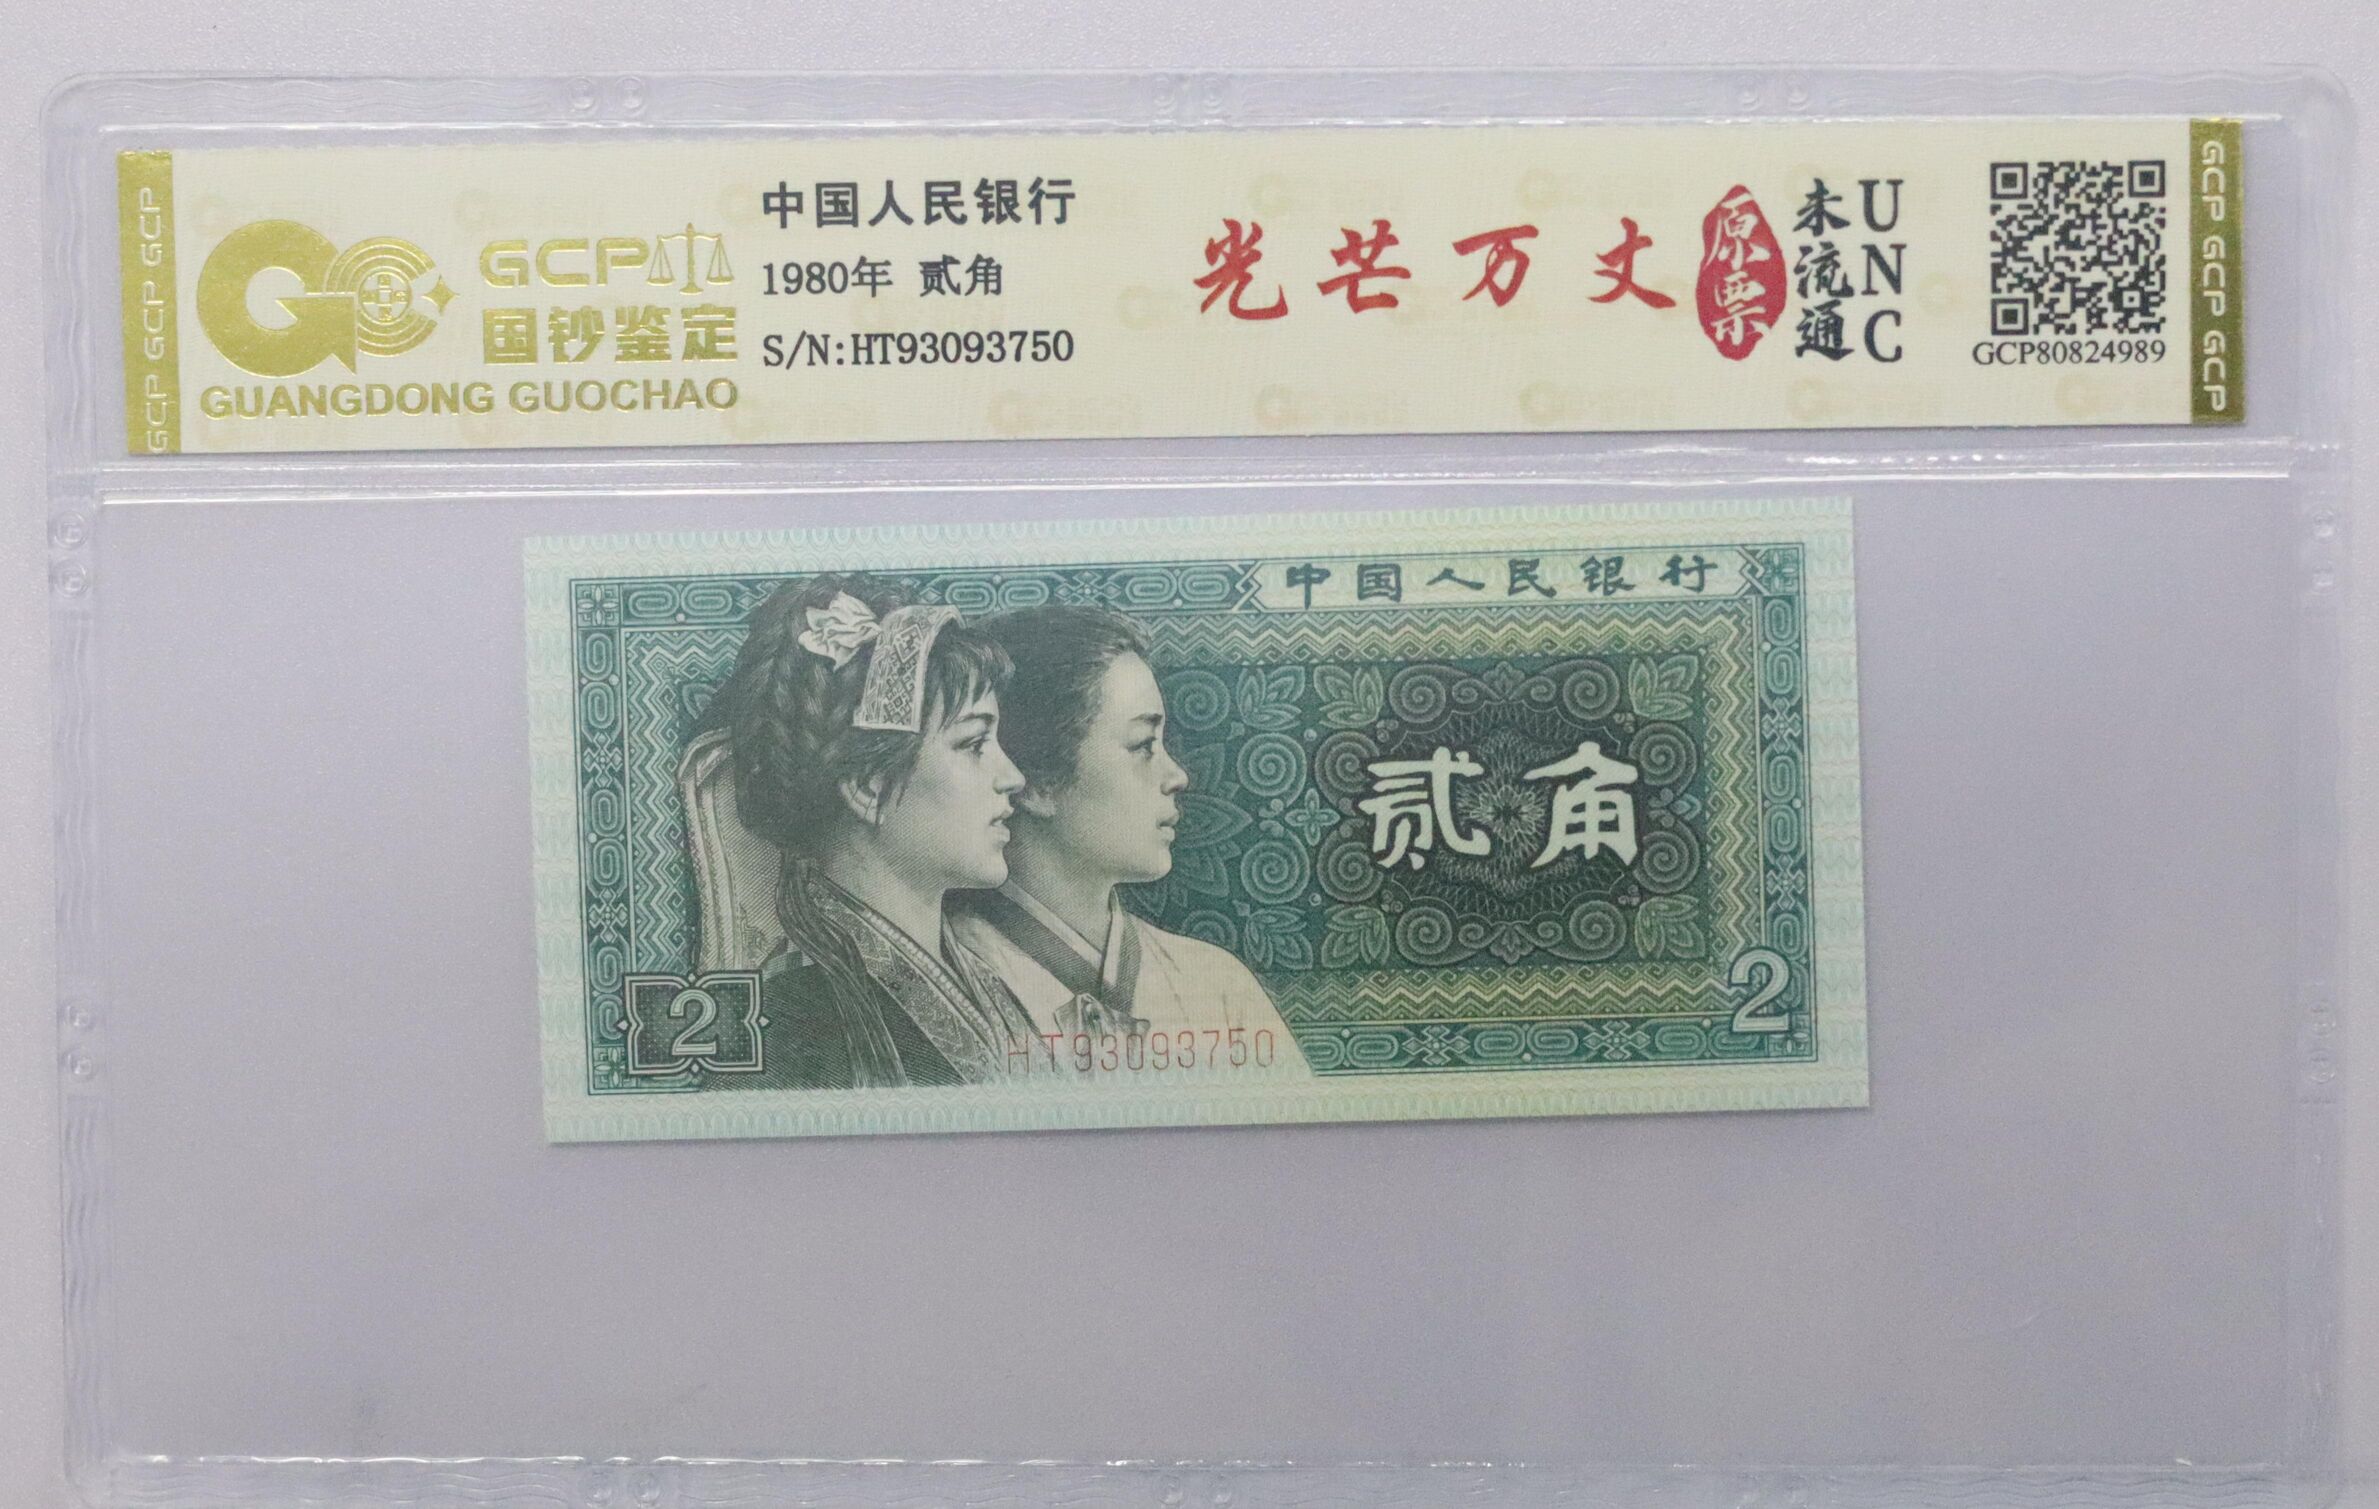 GCP GCP GCP
GCP
国钞鉴定
GUANGDONG GUOCHAO
中国人民银行
1980年 贰角
S/N:HT93093750
光芒万丈
原票
未流通
UNC
GCP80824989
GCP GCP GCP
中国人民银行
贰角
2
2
HT93093750